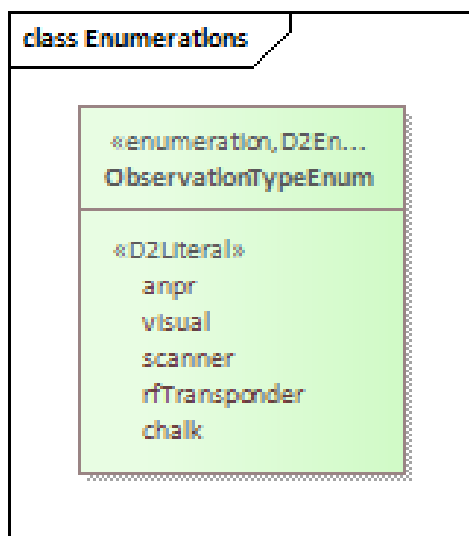 class Enumerations
«enumeration,D2En...
ObservationTypeEnum
«D2Literal»
anpr
visual
scanner
rfTransponder
chalk